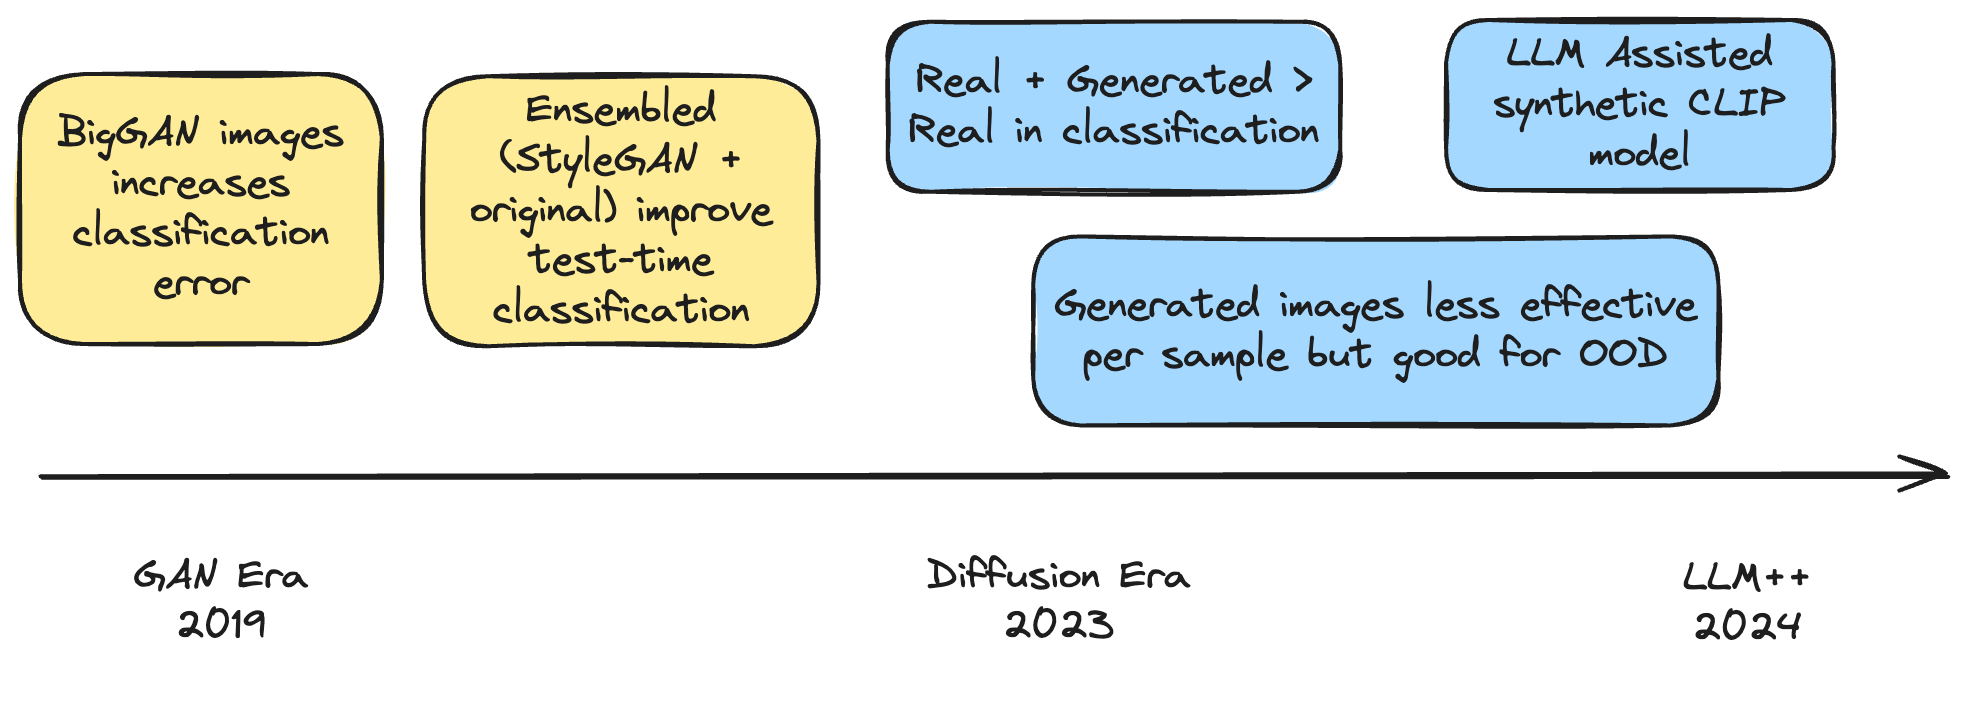 BigGAN images
increases
classification
error
Ensembled
(StyleGAN +
original) improve
test-time
classification
Real + Generated >
Real in classification
LLM Assisted
synthetic CLIP
model
Generated images less effective
per sample but good for OOD
GAN Era
2019
Diffusion Era
2023
LLM++
2024